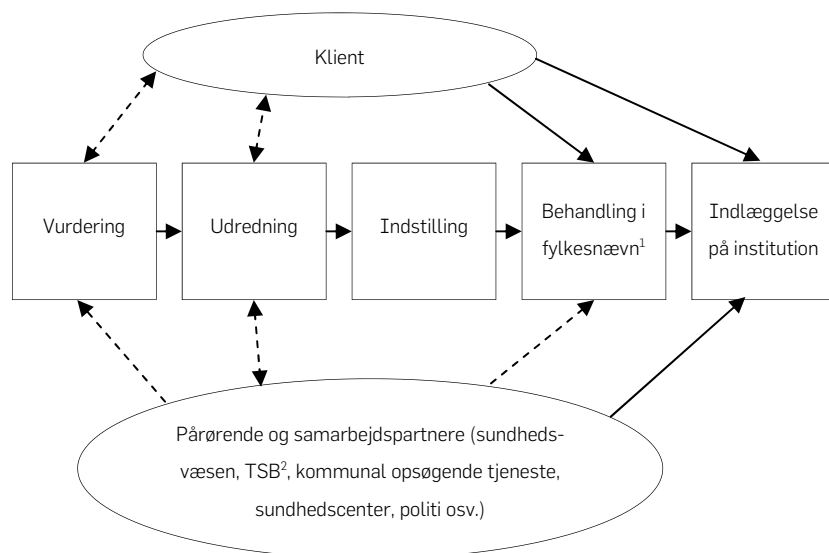 Klient
Vurdering
Udredning
Indstilling
Behandling i
fylkesnævn¹
Indlæggelse
på institution
Pårørende og samarbejdspartnere (sundheds-
væsen, TSB², kommunal opsøgende tjeneste,
sundhedscenter, politi osv.)